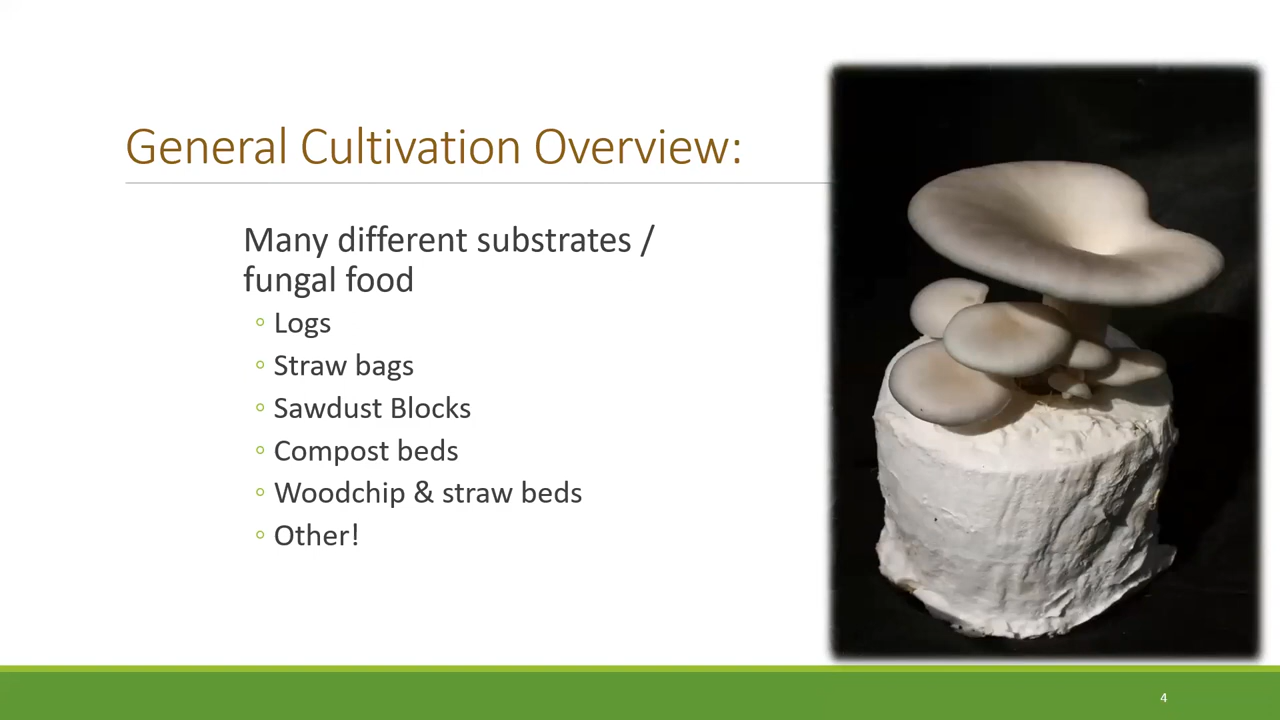 General Cultivation Overview:
Many different substrates /
fungal food
Logs
Straw bags
Sawdust Blocks
Compost beds
Woodchip & straw beds
Other!
4